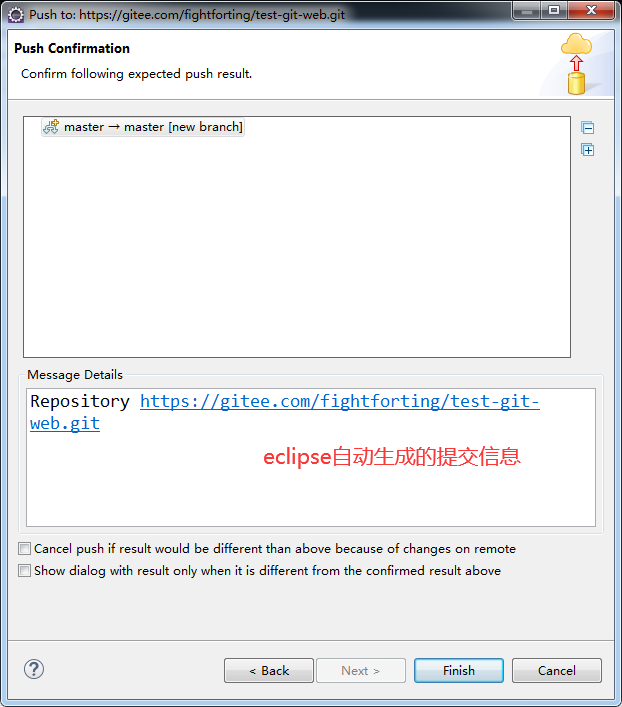 Push to: https://gitee.com/fightforting/test-git-web.git
Push Confirmation
Confirm following expected push result.
master → master [new branch]
Message Details
Repository https://gitee.com/fightforting/test-git-
web.git
eclipse自动生成的提交信息
Cancel push if result would be different than above because of changes on remote
Show dialog with result only when it is different from the confirmed result above
?
< Back
Next >
Finish
Cancel